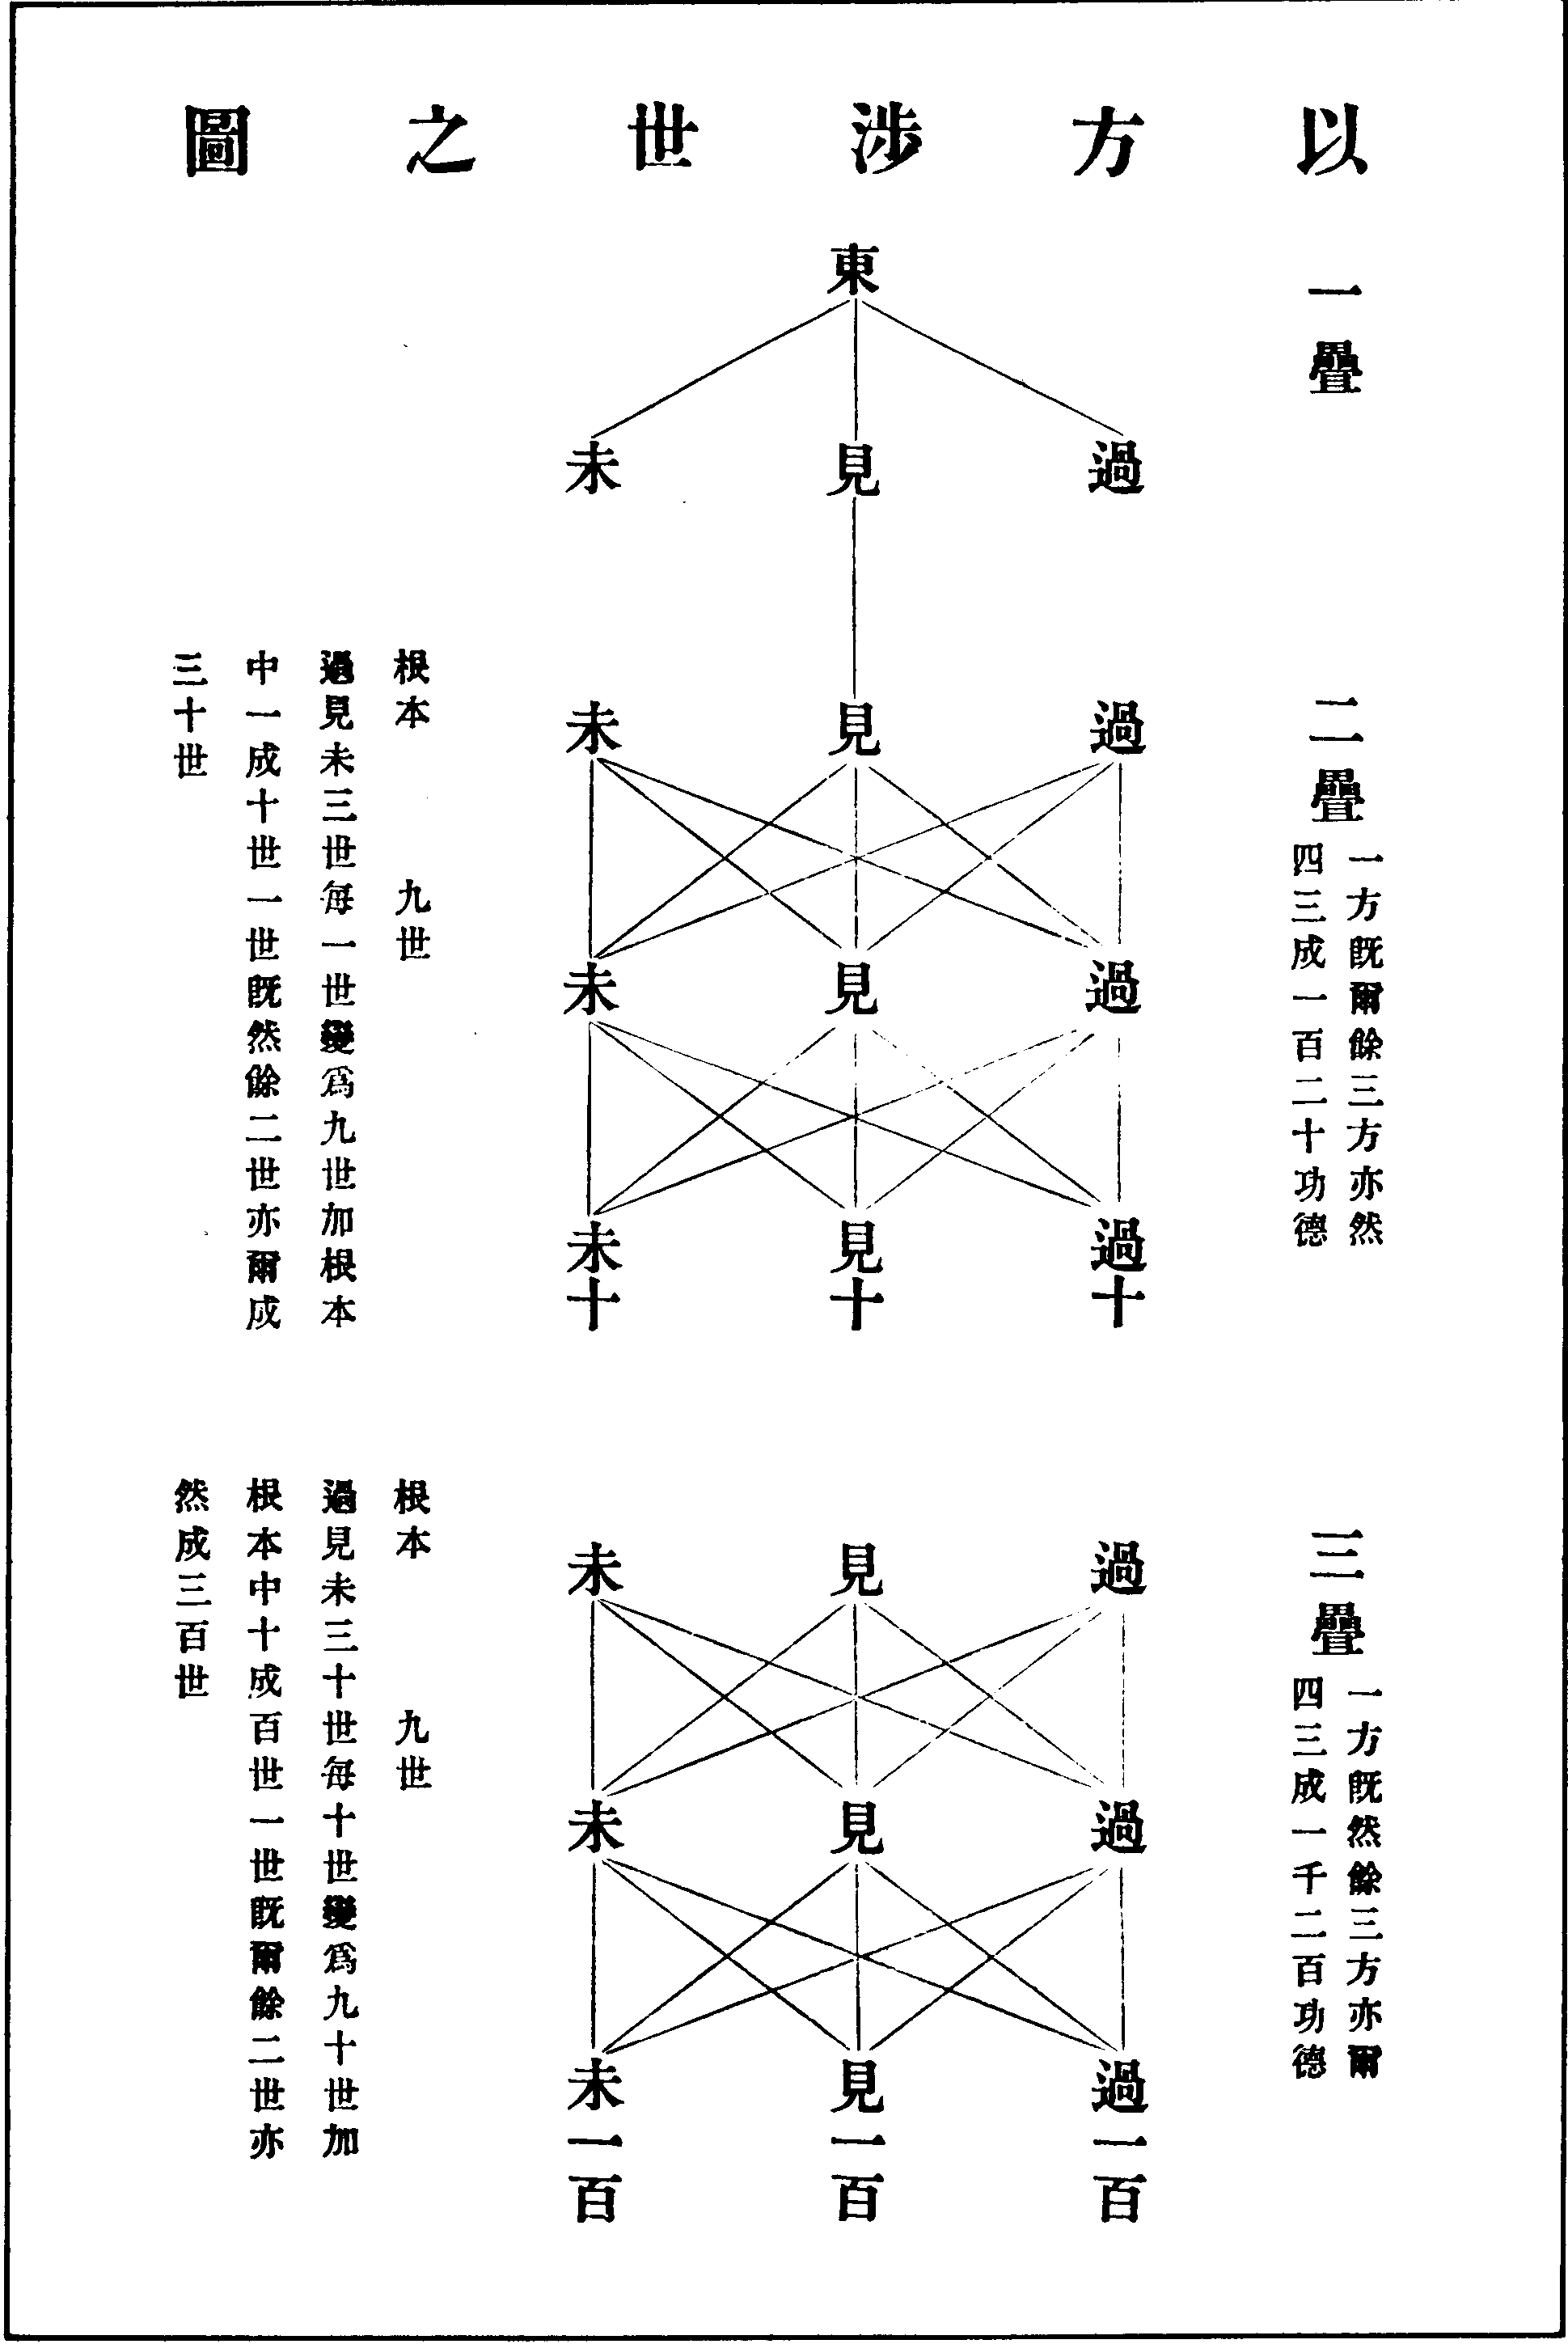 以方涉世之圖
一疊
東
過見未
二疊
一方既爾餘三方亦然
四三成一百二十功德
過見未
過見未
過十見十未十
根本 九世
過見未三世每一世變爲九世加根本
中一成十世一世既然餘二世亦爾成
三十世
三疊
一方既然餘三方亦爾
四三成一千二百功德
過見未
過見未
過一百見一百未一百
根本 九世
過見未三十世每十世變爲九十世加
根本中十成百世一世既爾餘二世亦
然成三百世